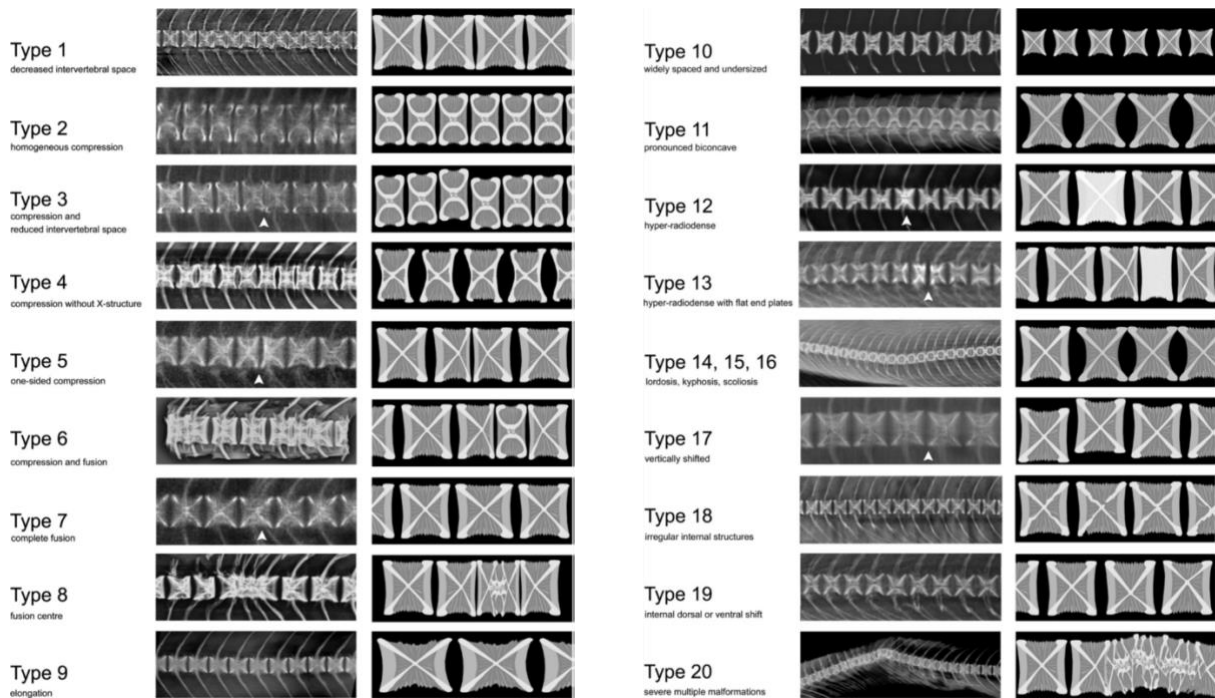 Type 1
decreased intervertebral space
Type 2
homogeneous compression
Type 3
compression and
reduced intervertebral space
Type 4
compression without X-structure
Type 5
one-sided compression
Type 6
compression and fusion
Type 7
complete fusion
Type 8
fusion centre
Type 9
elongation
Type 10
widely spaced and undersized
Type 11
pronounced biconcave
Type 12
hyper-radiodense
Type 13
hyper-radiodense with flat end plates
Type 14, 15, 16
lordosis, kyphosis, scoliosis
Type 17
vertically shifted
Type 18
irregular internal structures
Type 19
internal dorsal or ventral shift
Type 20
severe multiple malformations